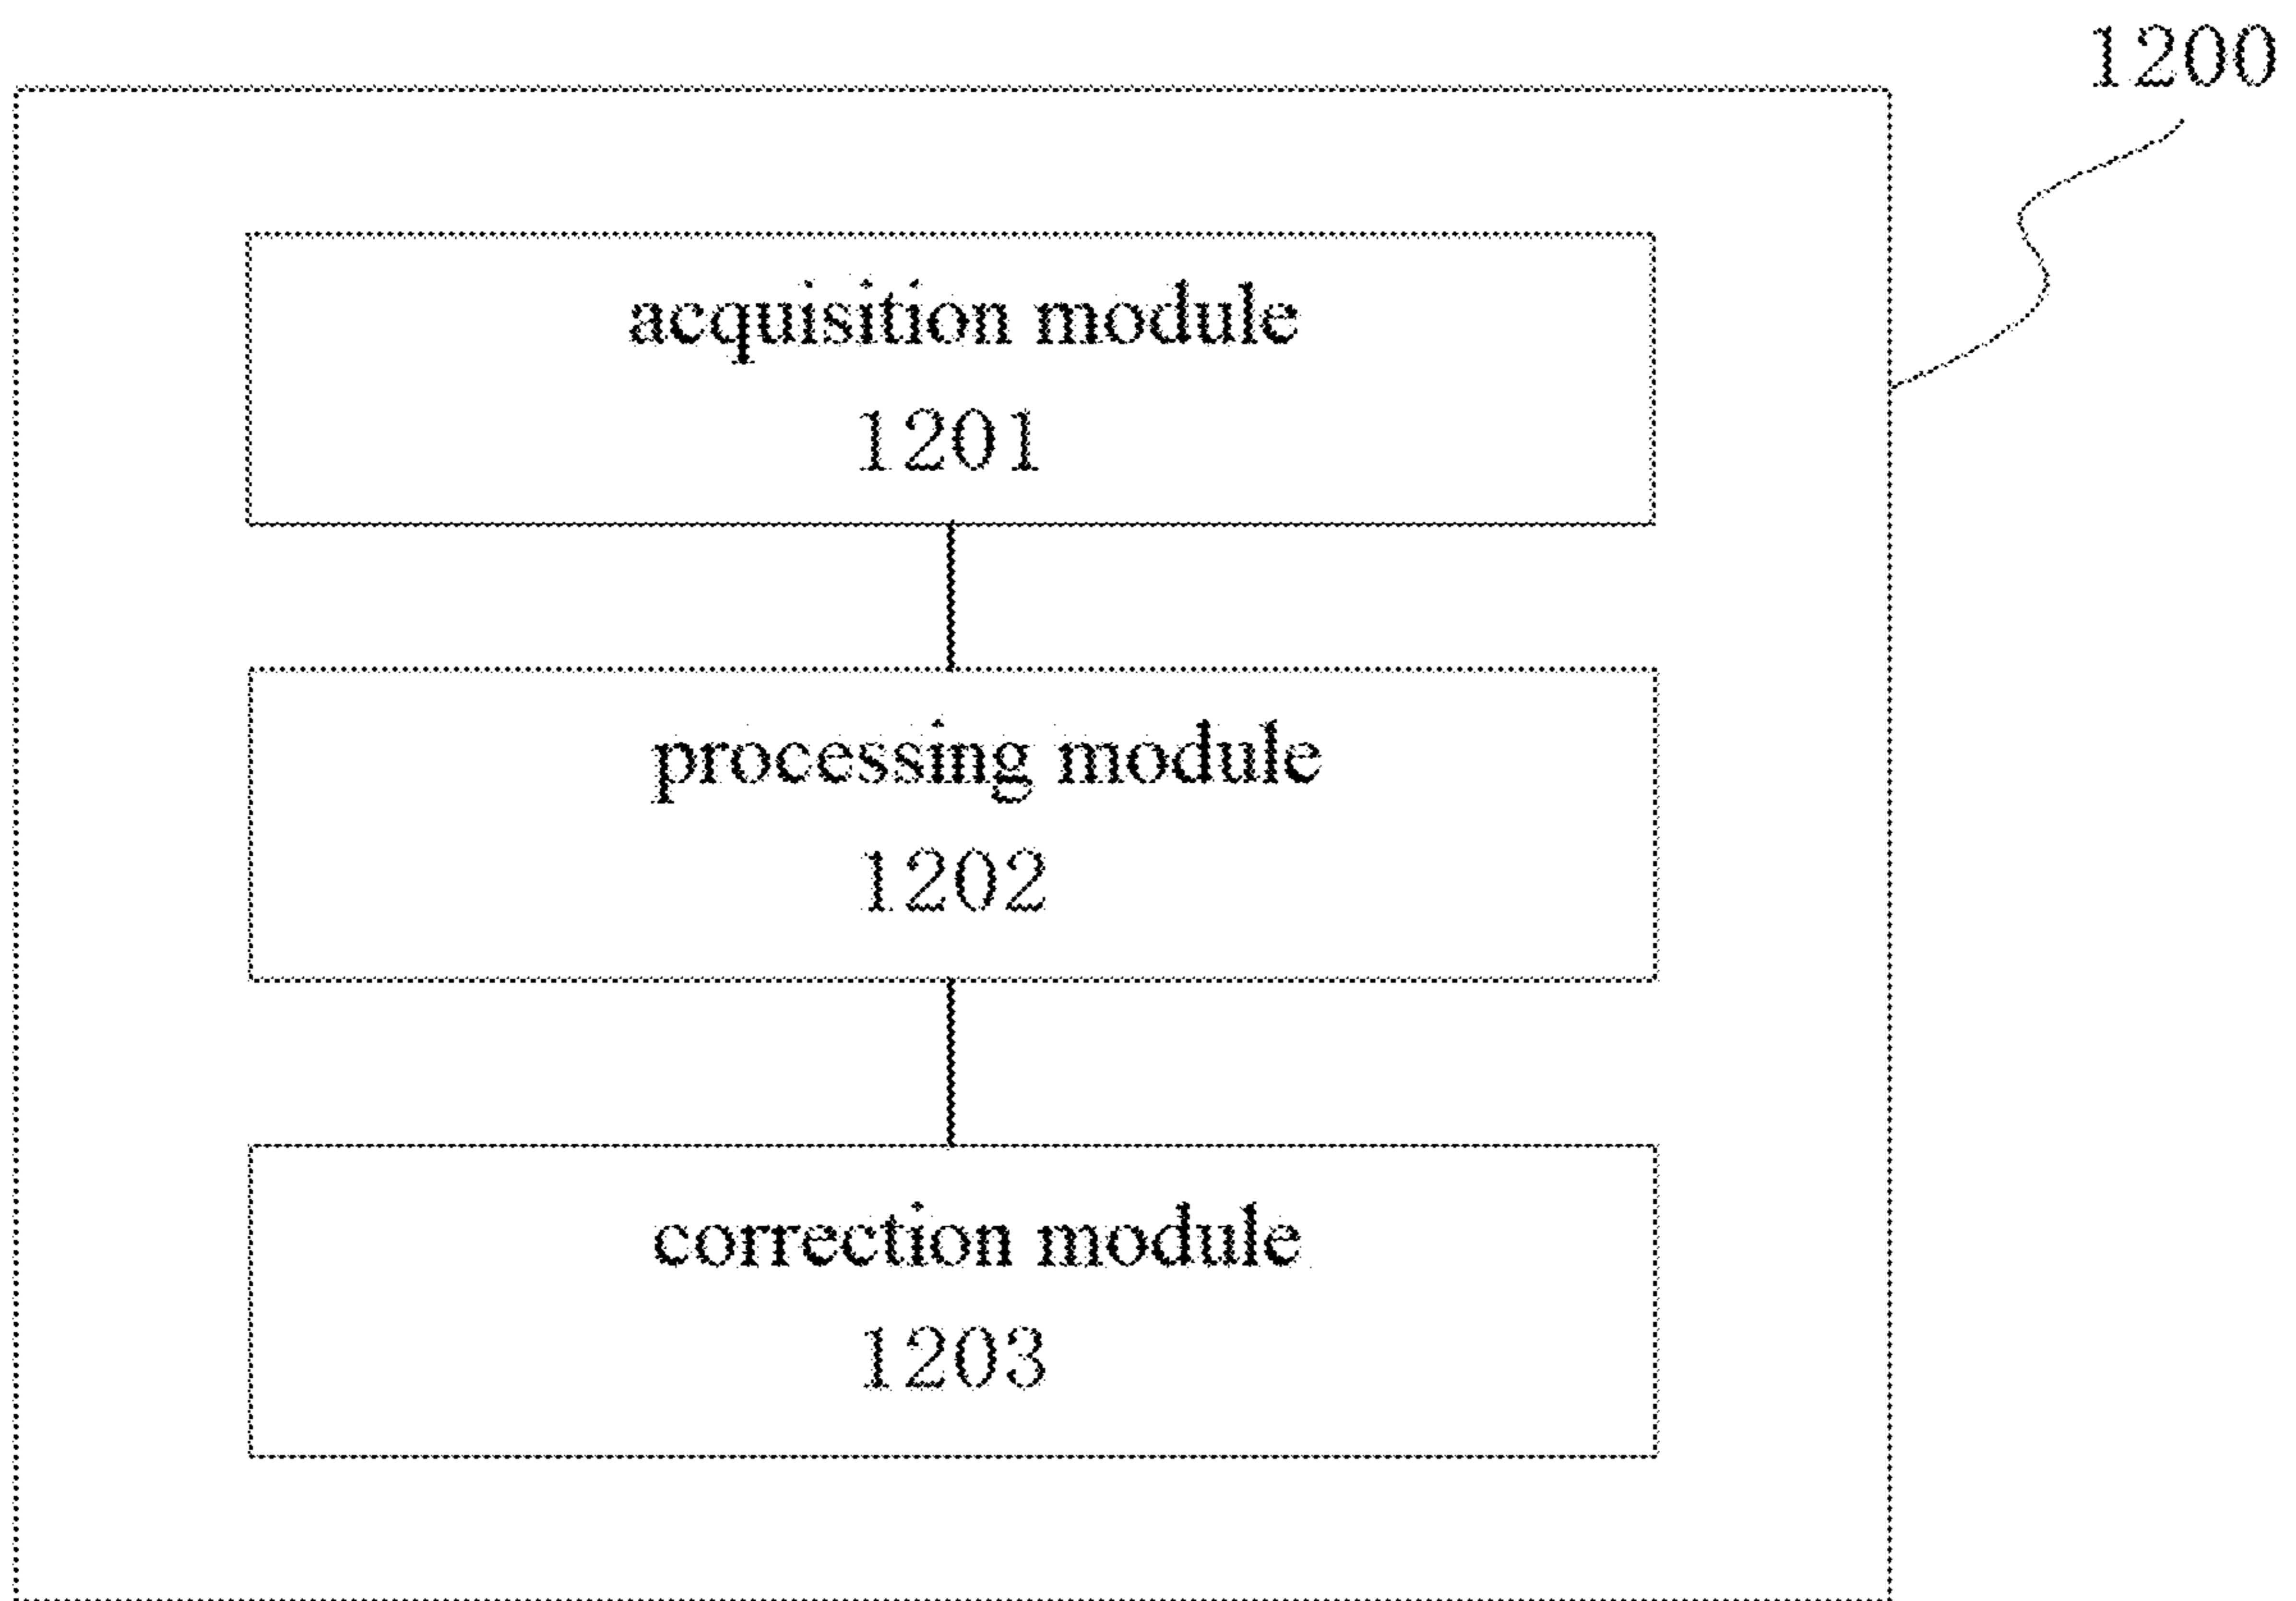 1200
acquisition module
1201
processing module
1202
correction module
1203